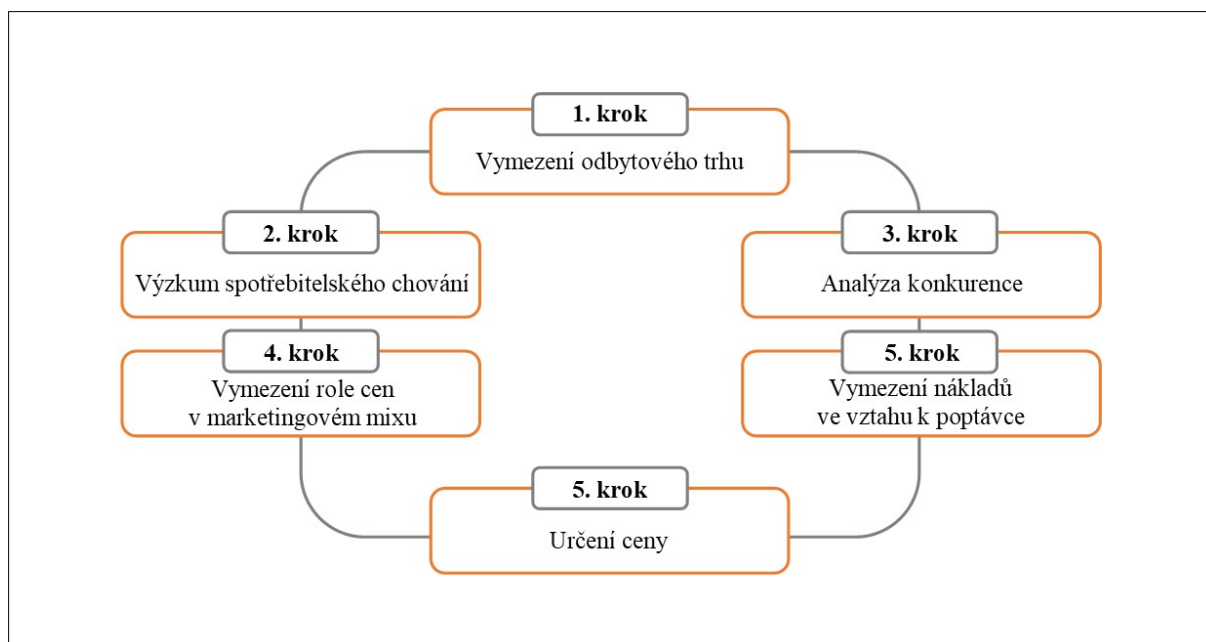 1. krok
Vymezení odbytového trhu
2. krok
Výzkum spotřebitelského chování
3. krok
Analýza konkurence
4. krok
Vymezení role cen
v marketingovém mixu
5. krok
Vymezení nákladů
ve vztahu k poptávce
5. krok
Určení ceny